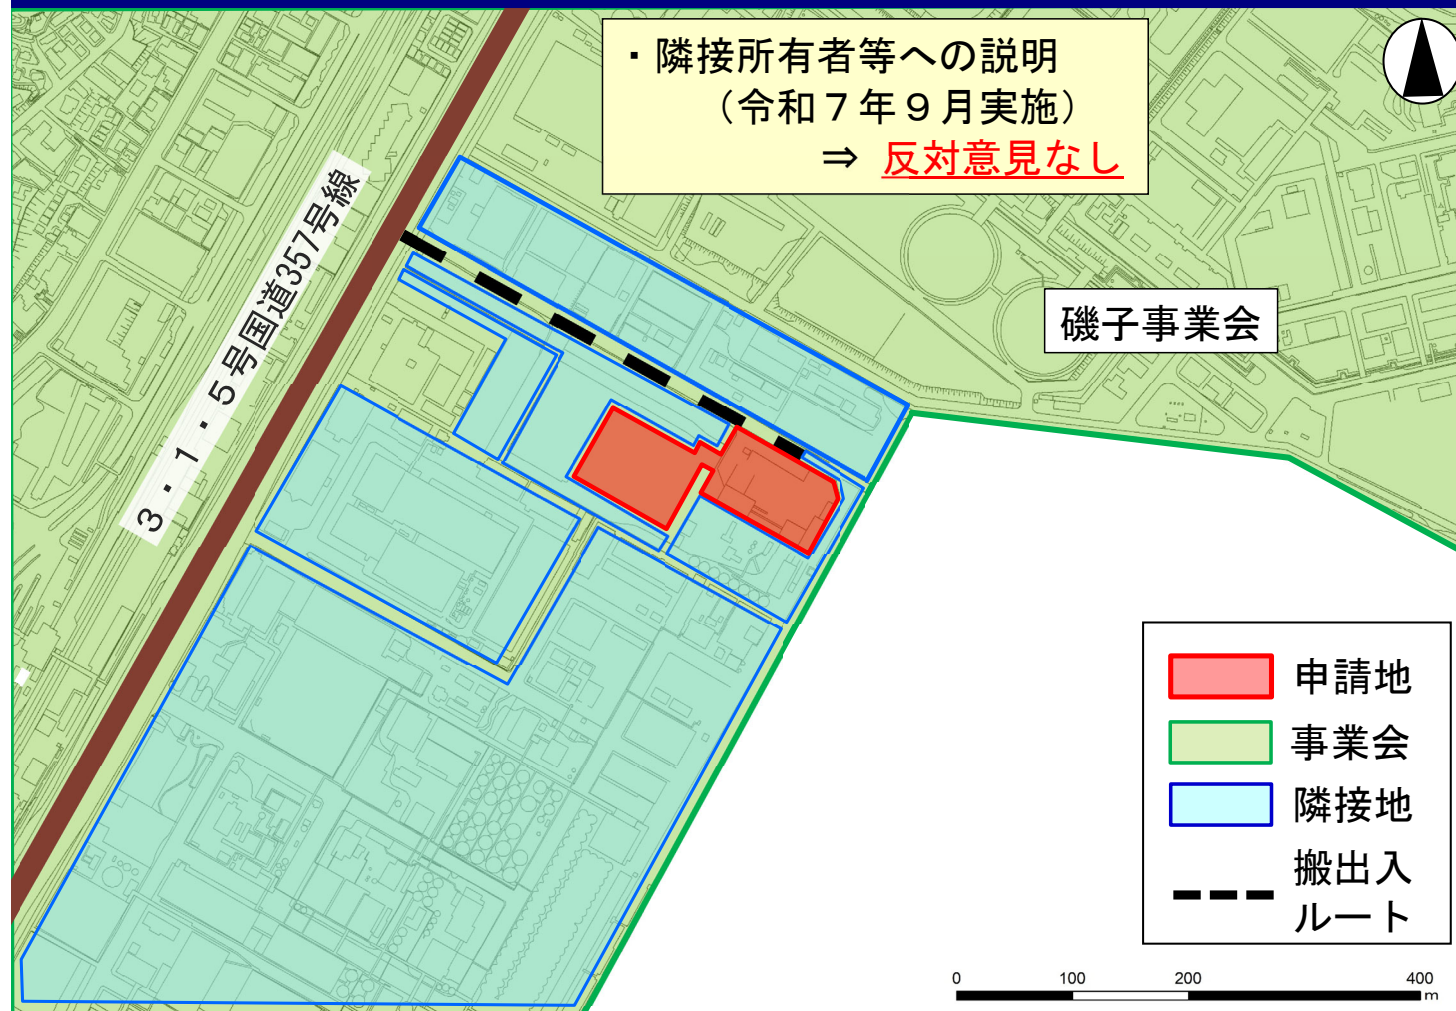 ・隣接所有者等への説明
（令和７年９月実施）
⇒ 反対意見なし
３・１・５号国道357号線
磯子事業会
申請地
事業会
隣接地
搬出入
ルート
0 100 200 400
m